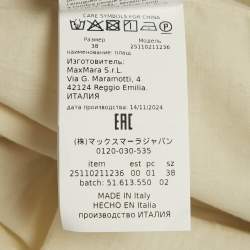 CARE SYMBOLS FOR CHINA
Размер Модель
38 25110211236
наименование: плащ
Изготовитель:
MaxMara S.r.L.
Via G. Maramotti, 4
42124 Reggio Emilia.
ИТАЛИЯ
дата производства: 14/11/2024
EAC
(株)マックスマーラジャパン
0120-030-535
item est pc sz
25110211236 00 01 38
batch: 51.613.550 02
MADE IN Italy
HECHO EN Italia
производство ИТАЛИЯ